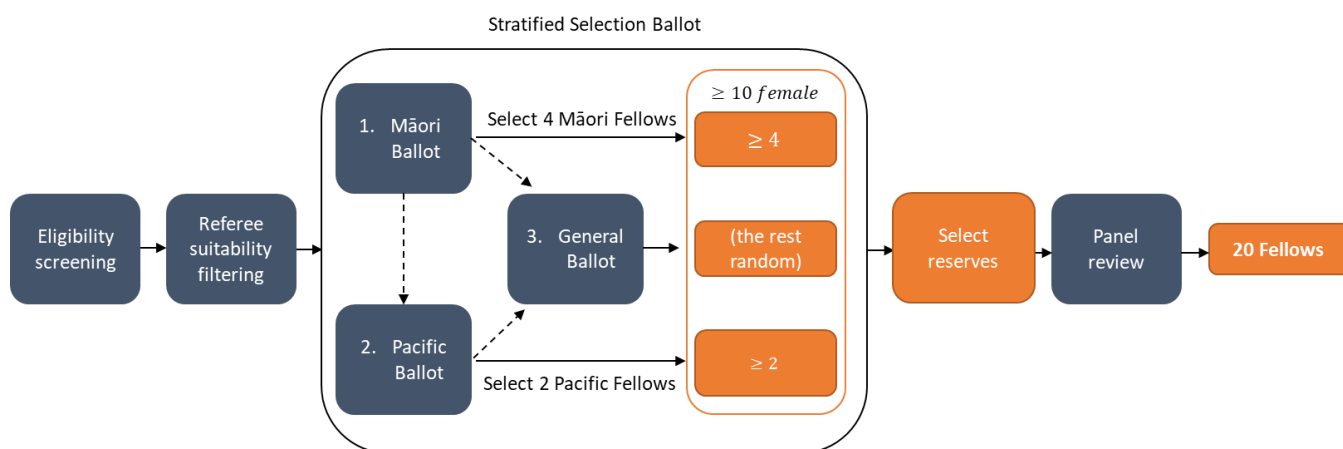 Stratified Selection Ballot
Eligibility
screening
Referee
suitability
filtering
1. Māori
Ballot
Select 4 Māori Fellows
2. Pacific
Ballot
Select 2 Pacific Fellows
3. General
Ballot
≥ 10 female
≥ 4
(the rest
random)
≥ 2
Select
reserves
Panel
review
20 Fellows